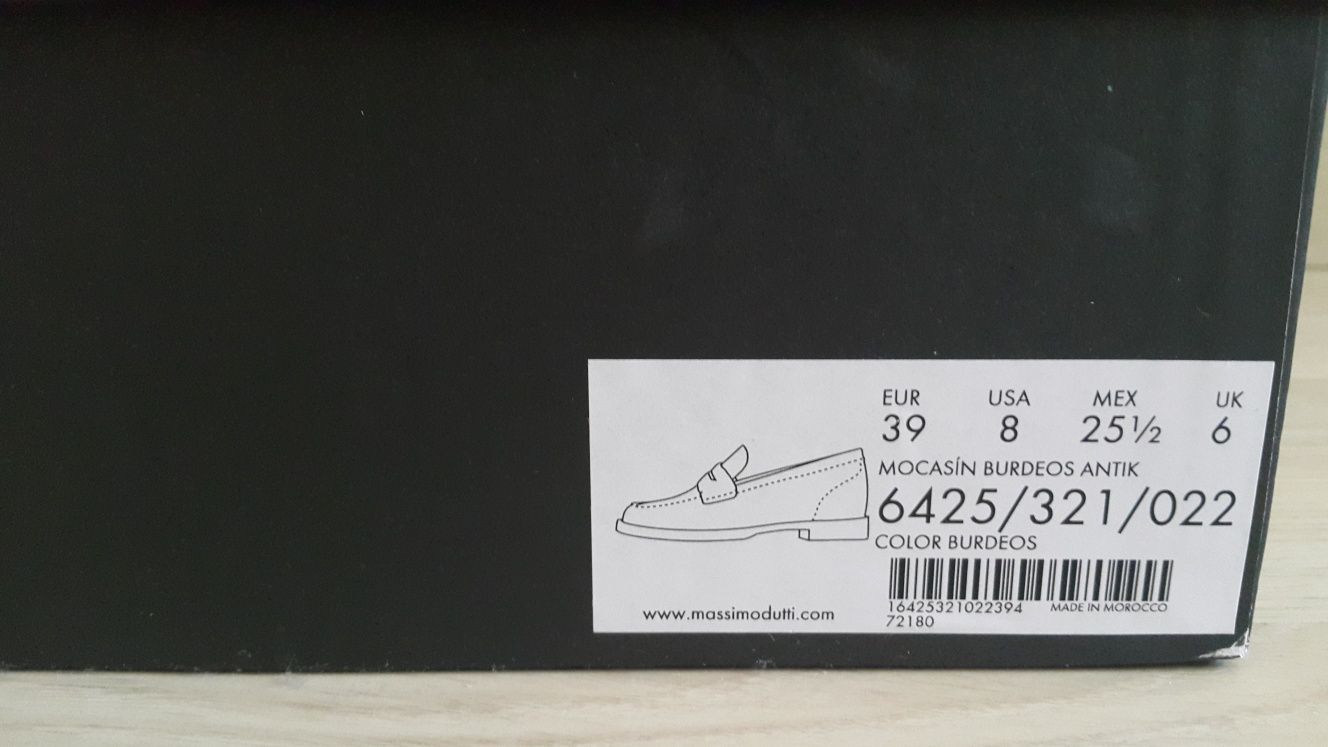 EUR USA MEX UK
39 8 25½ 6
MOCASÍN BURDEOS ANTIK
6425/321/022
COLOR BURDEOS
16425321022394 MADE IN MOROCCO
72180
www.massimodutti.com